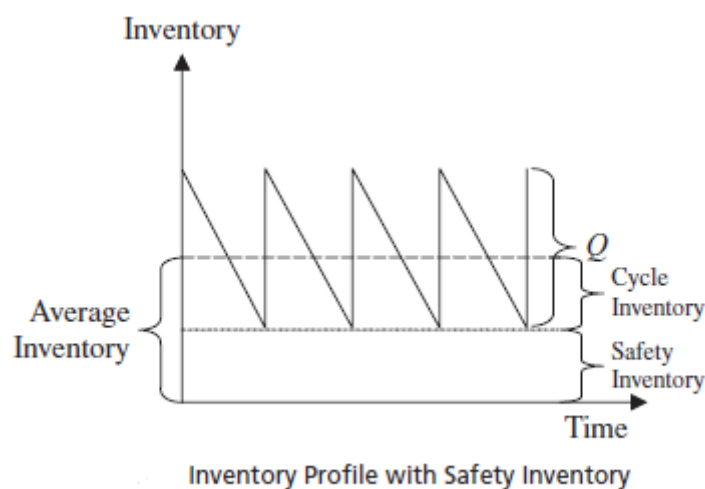 Inventory
Q
Cycle
Inventory
Average
Inventory
Safety
Inventory
Time
Inventory Profile with Safety Inventory